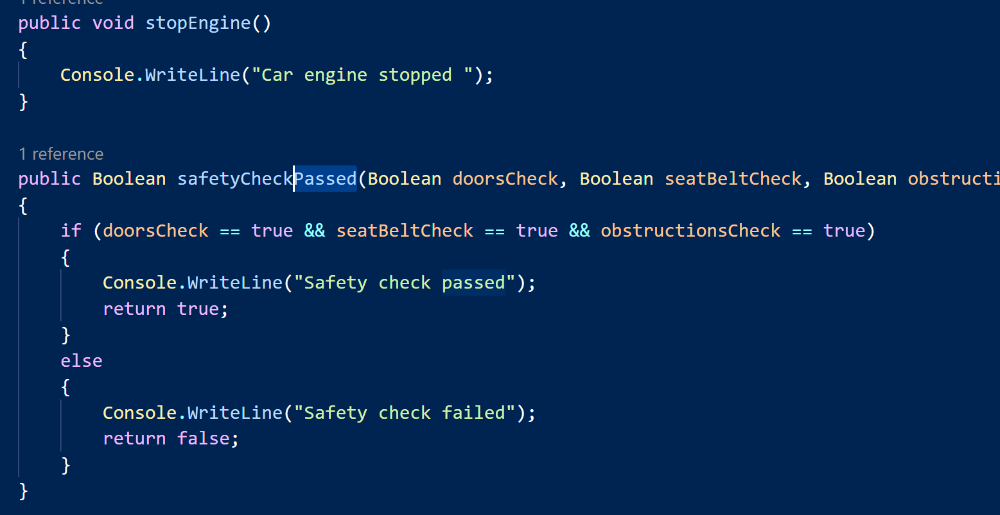 1 reference
public void stopEngine()
{
    Console.WriteLine("Car engine stopped ");
}
1 reference
public Boolean safetyCheckPassed(Boolean doorsCheck, Boolean seatBeltCheck, Boolean obstructi
{
    if (doorsCheck == true && seatBeltCheck == true && obstructionsCheck == true)
    {
        Console.WriteLine("Safety check passed");
        return true;
    }
    else
    {
        Console.WriteLine("Safety check failed");
        return false;
    }
}